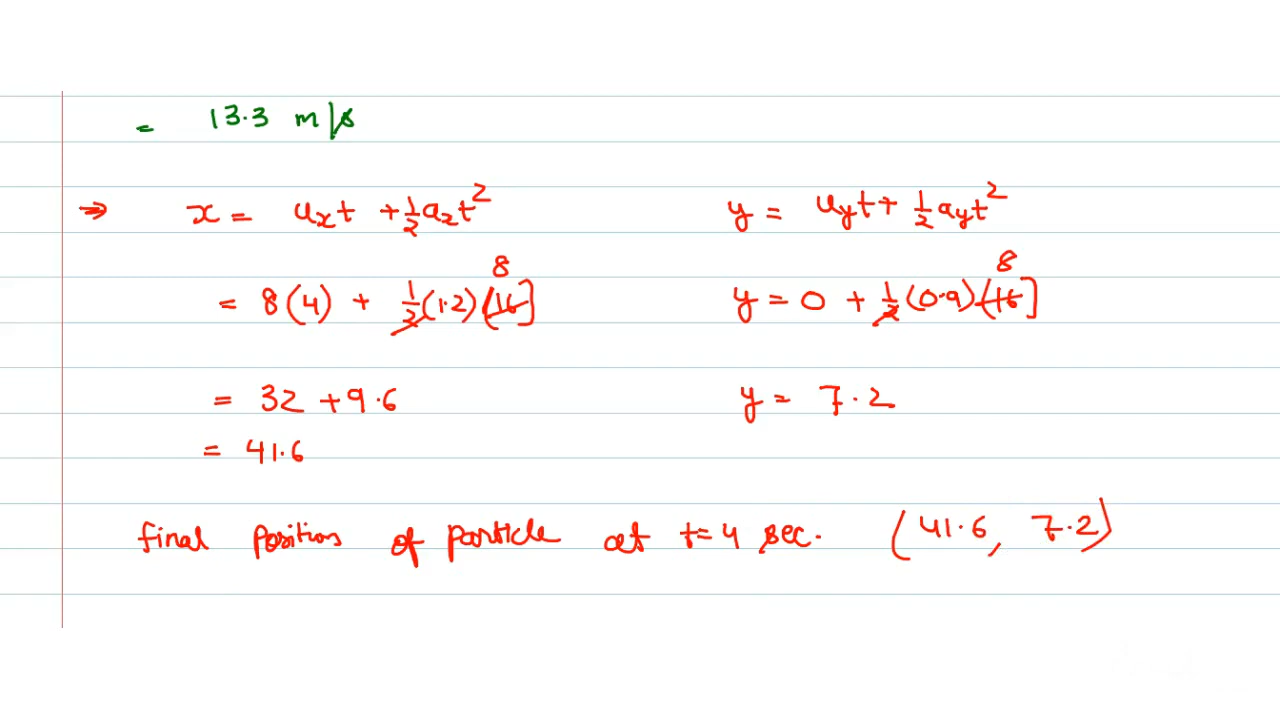 = 13.3 m/s
⇒ x = uₓt + ½aₓt² y = u_yt + ½a_yt²
= 8(4) + ½(1.2)(16] 8 y = 0 + ½(0.9)(16] 8
= 32 + 9.6 y = 7.2
= 41.6
final position of particle at t=4 sec. (41.6, 7.2)